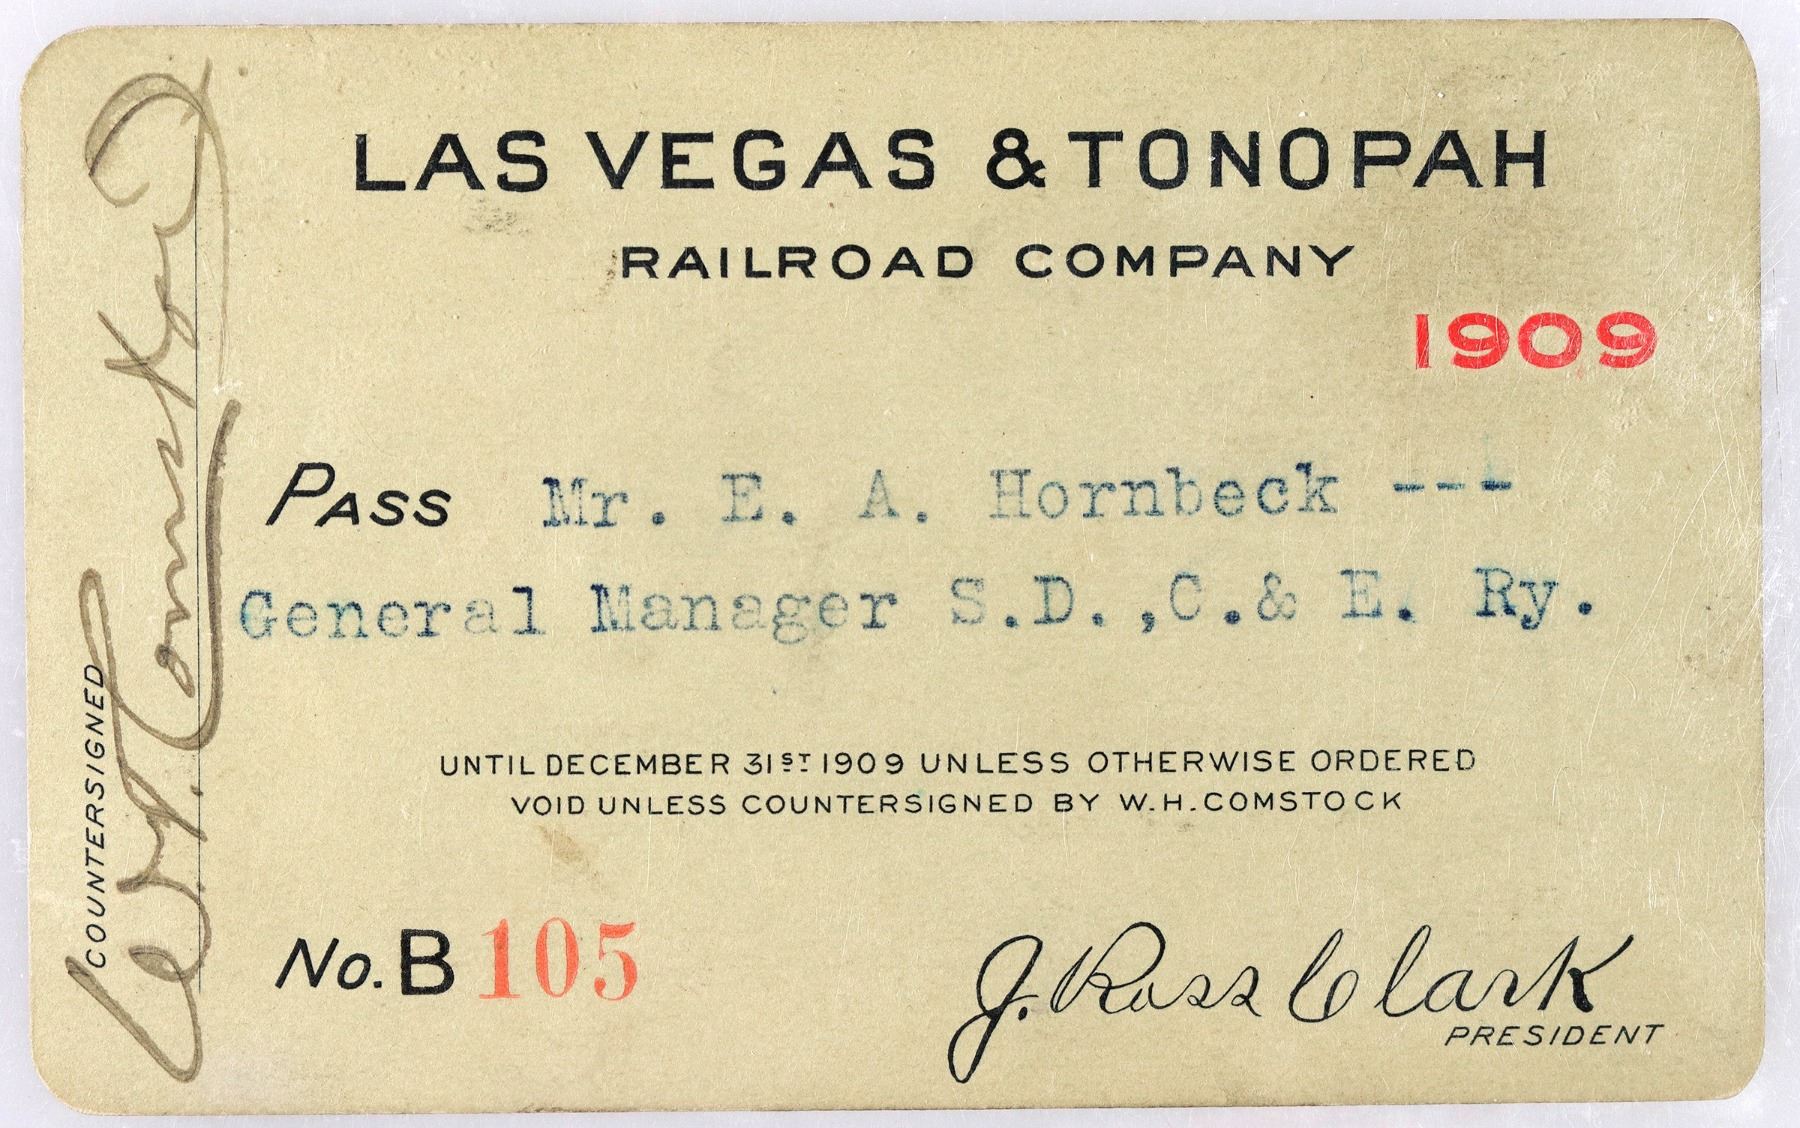 LAS VEGAS & TONOPAH
RAILROAD COMPANY
1909
PASS Mr. E. A. Hornbeck ---
General Manager S.D.,C.& E. Ry.
UNTIL DECEMBER 31ST 1909 UNLESS OTHERWISE ORDERED
VOID UNLESS COUNTERSIGNED BY W.H.COMSTOCK
No. B 105
J. Ross Clark
PRESIDENT
COUNTERSIGNED
W.H. Comstock